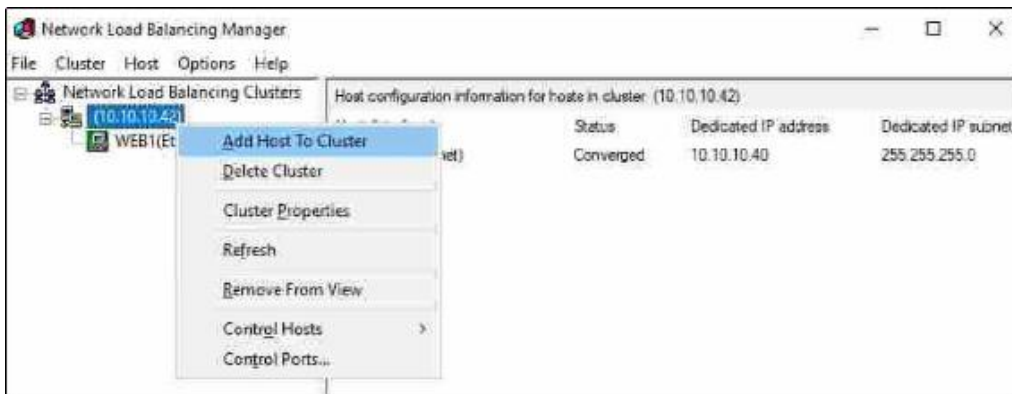 Network Load Balancing Manager
File Cluster Host Options Help
Network Load Balancing Clusters
Host configuration information for hosts in cluster (10.10.10.42)
(10.10.10.42)
Status Dedicated IP address Dedicated IP subnet
WEB1(Et
Converged 10.10.10.40 255.255.255.0
Add Host To Cluster
Delete Cluster
Cluster Properties
Refresh
Remove From View
Control Hosts
Control Ports...